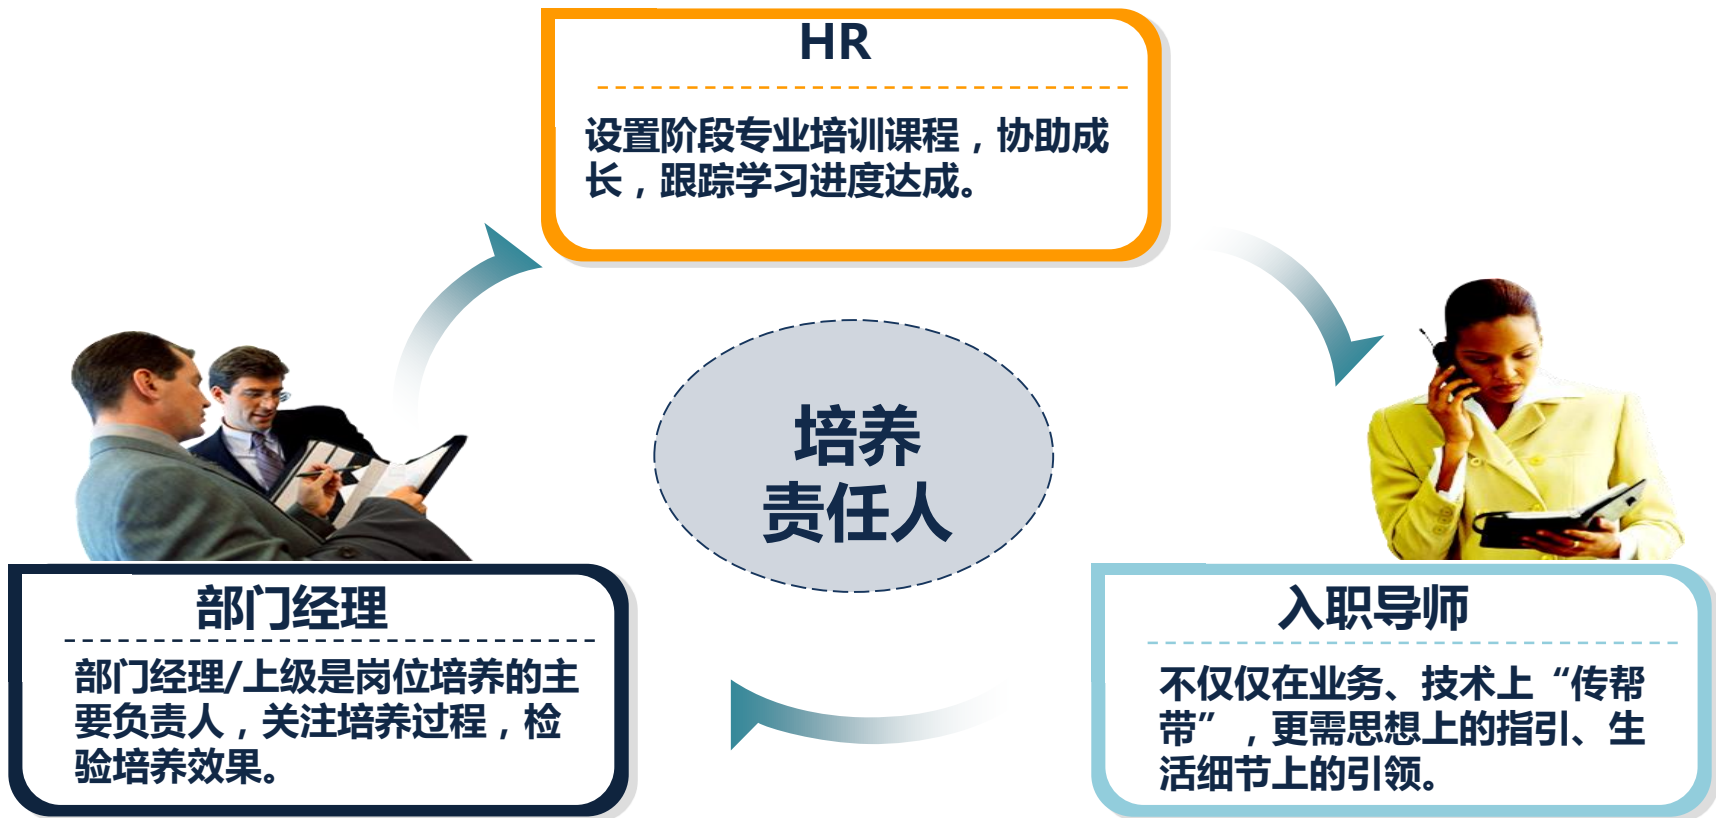 HR
设置阶段专业培训课程，协助成
长，跟踪学习进度达成。
培养
责任人
部门经理
部门经理/上级是岗位培养的主
要负责人，关注培养过程，检
验培养效果。
入职导师
不仅仅在业务、技术上“传帮
带”，更需思想上的指引、生
活细节上的引领。